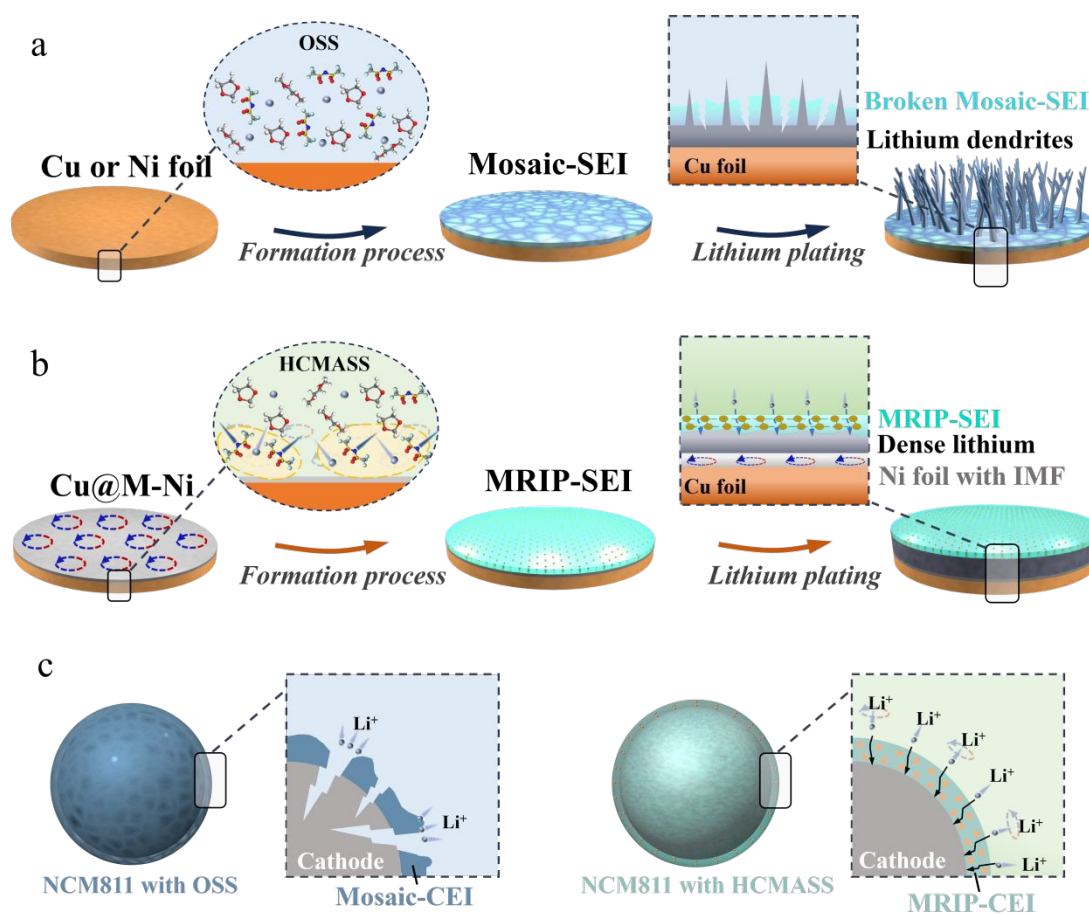 a
OSS
Broken Mosaic-SEI
Lithium dendrites
Cu foil
Cu or Ni foil
Mosaic-SEI
Formation process
Lithium plating
b
HCMASS
MRIP-SEI
Dense lithium
Ni foil with IMF
Cu foil
Cu@M-Ni
MRIP-SEI
Formation process
Lithium plating
c
Li⁺
Li⁺
Cathode
NCM811 with OSS
Mosaic-CEI
Li⁺
Li⁺
Li⁺
Li⁺
Li⁺
Li⁺
Cathode
NCM811 with HCMASS
MRIP-CEI